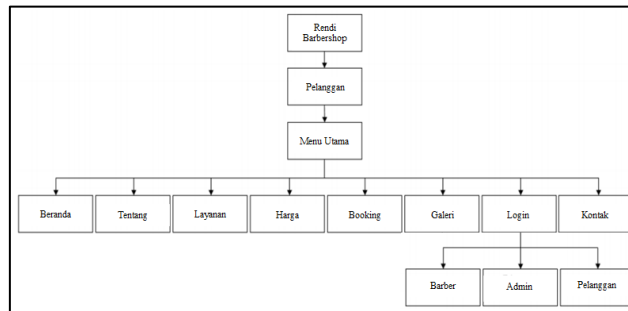 Rendi
Barbershop
Pelanggan
Menu Utama
Beranda
Tentang
Layanan
Harga
Booking
Galeri
Login
Kontak
Barber
Admin
Pelanggan